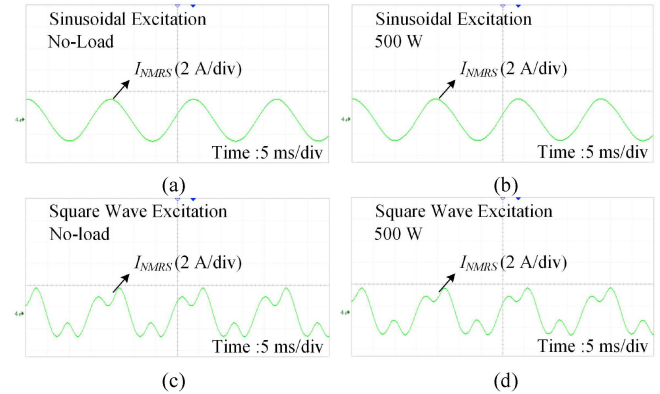 Sinusoidal Excitation
No-Load
I_NMRS (2 A/div)
Time :5 ms/div
(a)
Sinusoidal Excitation
500 W
I_NMRS (2 A/div)
Time :5 ms/div
(b)
Square Wave Excitation
No-load
I_NMRS (2 A/div)
Time :5 ms/div
(c)
Square Wave Excitation
500 W
I_NMRS (2 A/div)
Time :5 ms/div
(d)